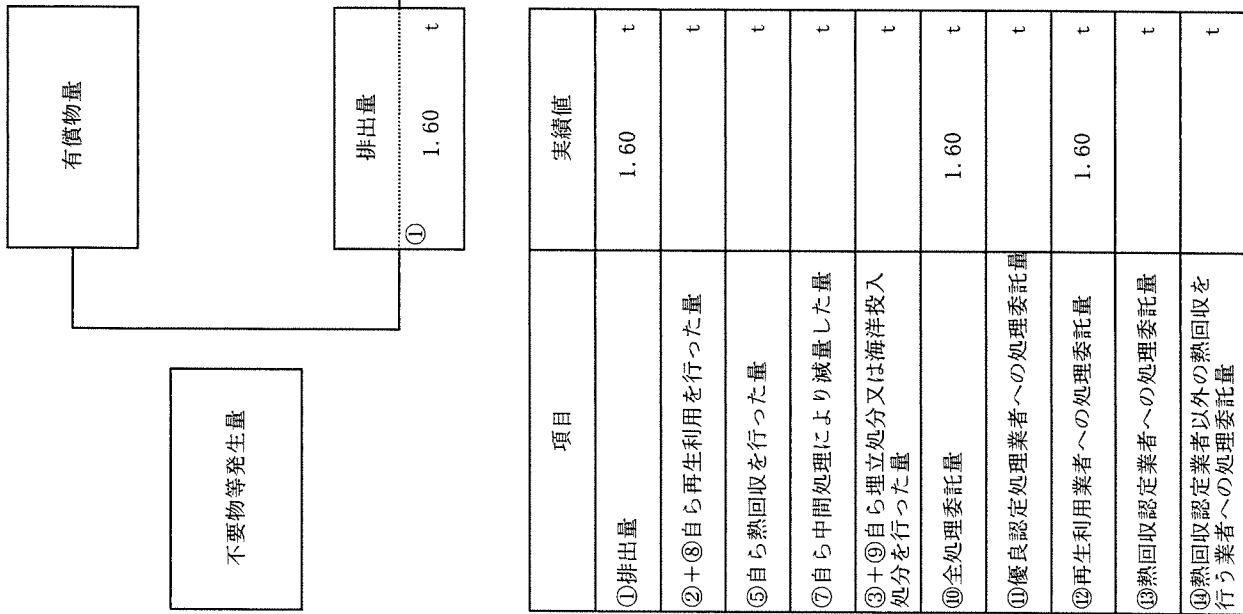 有償物量
不要物等発生量
排出量
① 1.60 t
項目 実績値
①排出量 1.60 t
②+⑧自ら再生利用を行った量 t
⑤自ら熱回収を行った量 t
⑦自ら中間処理により減量した量 t
③+⑨自ら埋立処分又は海洋投入
処分を行った量 t
⑩全処理委託量 1.60 t
⑪優良認定処理業者への処理委託量 t
⑫再生利用業者への処理委託量 1.60 t
⑬熱回収認定業者への処理委託量 t
⑭熱回収認定業者以外の熱回収を
行う業者への処理委託量 t